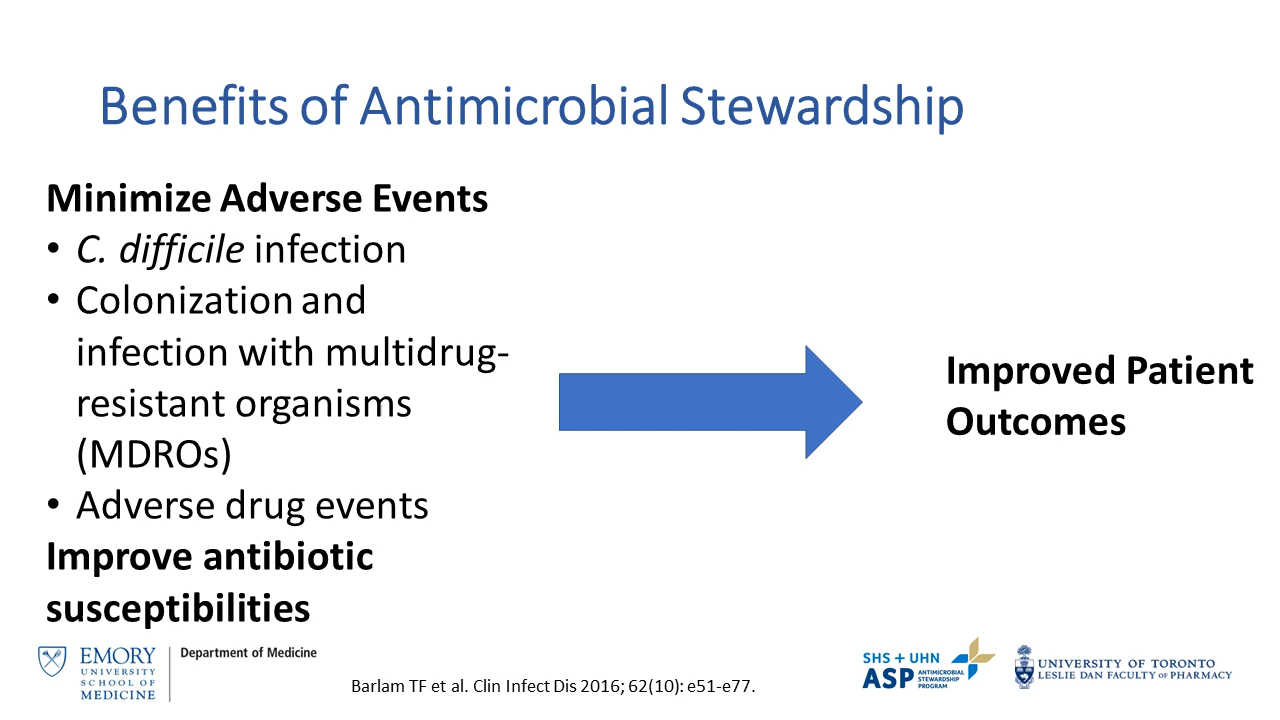 Benefits of Antimicrobial Stewardship
Minimize Adverse Events
• C. difficile infection
• Colonization and
infection with multidrug-
resistant organisms
(MDROs)
• Adverse drug events
Improve antibiotic
susceptibilities
Improved Patient
Outcomes
EMORY
UNIVERSITY
SCHOOL OF
MEDICINE
Department of Medicine
Barlam TF et al. Clin Infect Dis 2016; 62(10): e51-e77.
SHS + UHN
ASP
ANTIMICROBIAL
STEWARDSHIP
PROGRAM
UNIVERSITY OF TORONTO
LESLIE DAN FACULTY OF PHARMACY